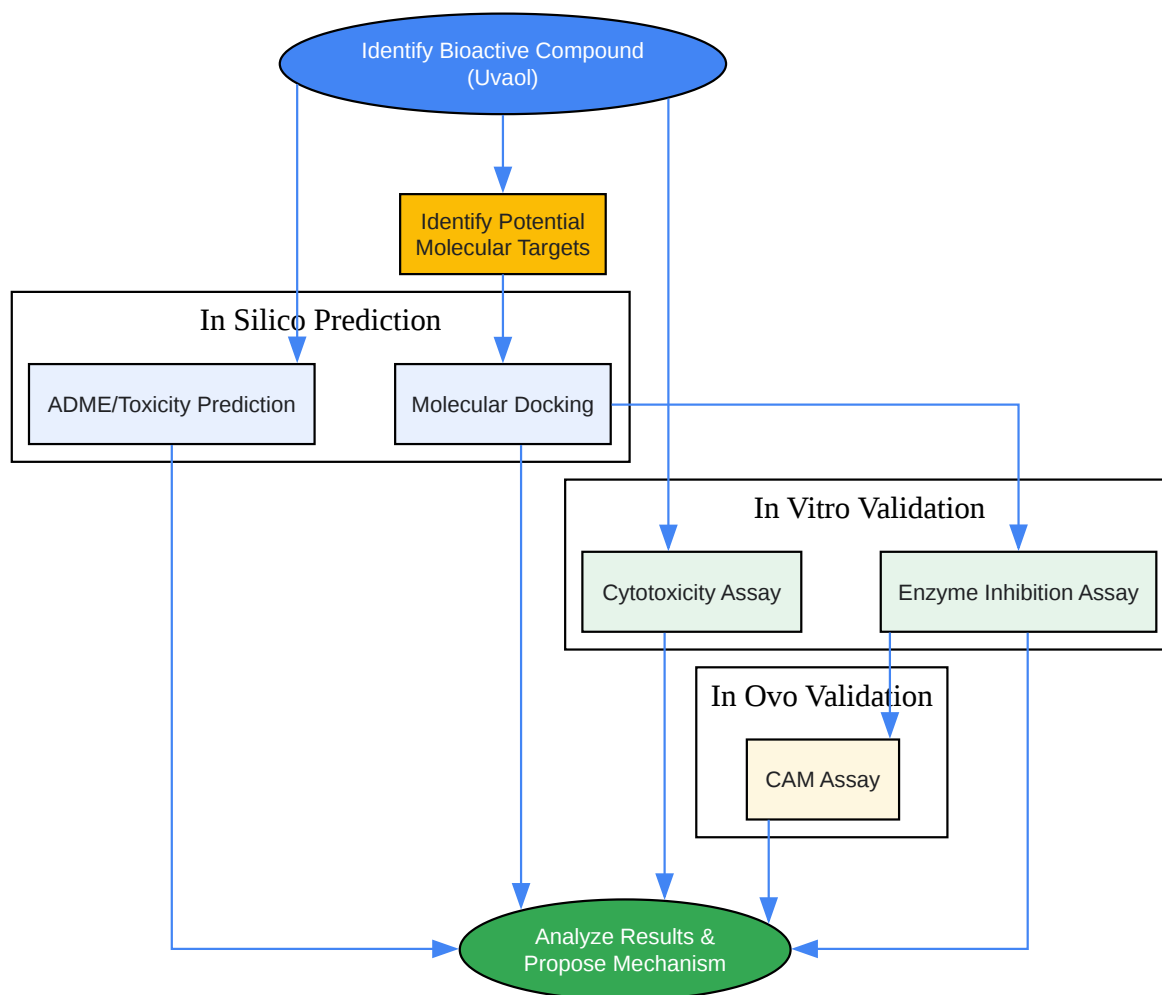 Identify Bioactive Compound
(Uvaol)
Identify Potential
Molecular Targets
In Silico Prediction
ADME/Toxicity Prediction
Molecular Docking
In Vitro Validation
Cytotoxicity Assay
Enzyme Inhibition Assay
In Ovo Validation
CAM Assay
Analyze Results &
Propose Mechanism